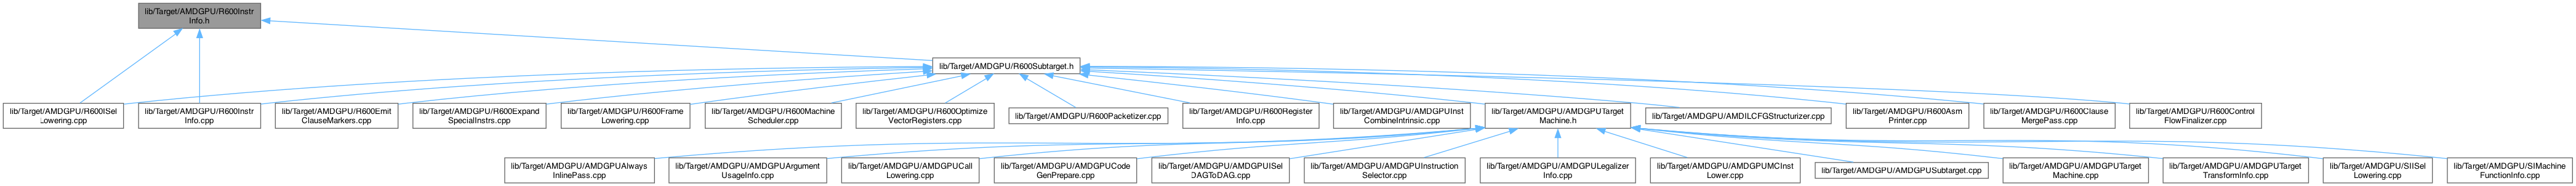 lib/Target/AMDGPU/R600Instr
Info.h
lib/Target/AMDGPU/R600Subtarget.h
lib/Target/AMDGPU/R600ISel
Lowering.cpp
lib/Target/AMDGPU/R600Instr
Info.cpp
lib/Target/AMDGPU/R600Emit
ClauseMarkers.cpp
lib/Target/AMDGPU/R600Expand
SpecialInstrs.cpp
lib/Target/AMDGPU/R600Frame
Lowering.cpp
lib/Target/AMDGPU/R600Machine
Scheduler.cpp
lib/Target/AMDGPU/R600Optimize
VectorRegisters.cpp
lib/Target/AMDGPU/R600Packetizer.cpp
lib/Target/AMDGPU/R600Register
Info.cpp
lib/Target/AMDGPU/AMDGPUInst
CombineIntrinsic.cpp
lib/Target/AMDGPU/AMDGPUTarget
Machine.h
lib/Target/AMDGPU/AMDILCFGStructurizer.cpp
lib/Target/AMDGPU/R600Asm
Printer.cpp
lib/Target/AMDGPU/R600Clause
MergePass.cpp
lib/Target/AMDGPU/R600Control
FlowFinalizer.cpp
lib/Target/AMDGPU/AMDGPUAlways
InlinePass.cpp
lib/Target/AMDGPU/AMDGPUArgument
UsageInfo.cpp
lib/Target/AMDGPU/AMDGPUCall
Lowering.cpp
lib/Target/AMDGPU/AMDGPUCode
GenPrepare.cpp
lib/Target/AMDGPU/AMDGPUISel
DAGToDAG.cpp
lib/Target/AMDGPU/AMDGPUInstruction
Selector.cpp
lib/Target/AMDGPU/AMDGPULegalizer
Info.cpp
lib/Target/AMDGPU/AMDGPUMCInst
Lower.cpp
lib/Target/AMDGPU/AMDGPUSubtarget.cpp
lib/Target/AMDGPU/AMDGPUTarget
Machine.cpp
lib/Target/AMDGPU/AMDGPUTarget
TransformInfo.cpp
lib/Target/AMDGPU/SIISel
Lowering.cpp
lib/Target/AMDGPU/SIMachine
FunctionInfo.cpp